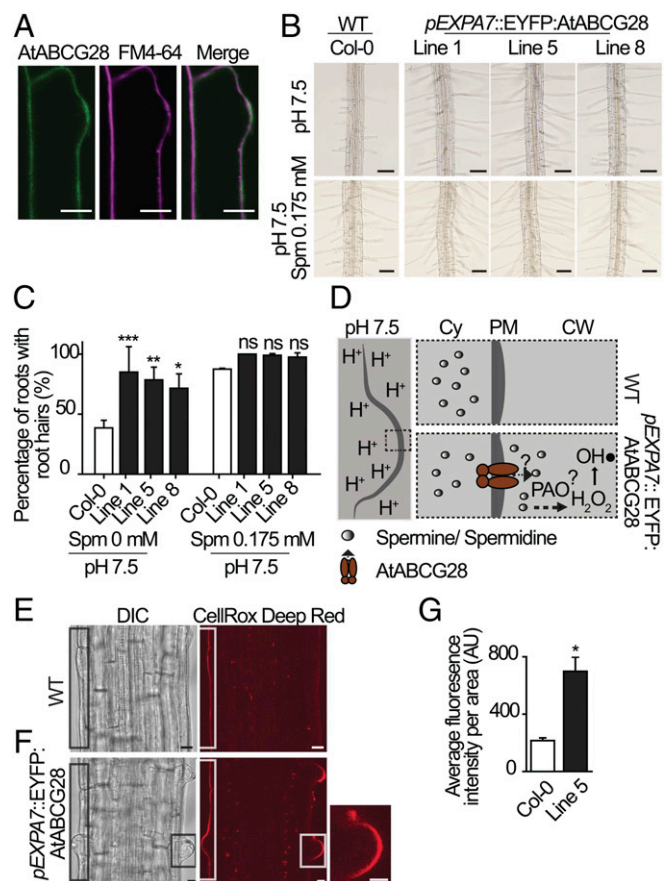 A
AtABCG28 FM4-64 Merge
B
WT pEXPA7::EYFP:AtABCG28
Col-0 Line 1 Line 5 Line 8
pH 7.5
pH 7.5
Spm 0.175 mM
C
Percentage of roots with
root hairs (%)
100
50
0
*** ** * ns ns ns
Col-0 Line 1 Line 5 Line 8 Col-0 Line 1 Line 5 Line 8
Spm 0 mM Spm 0.175 mM
pH 7.5 pH 7.5
D
pH 7.5 Cy PM CW
H+
H+
H+
H+
H+
H+
H+
H+
H+
? ? OH●
PAO H2O2
WT
pEXPA7:: EYFP:
AtABCG28
Spermine/ Spermidine
AtABCG28
E
DIC CellRox Deep Red
WT
F
pEXPA7::EYFP:
AtABCG28
G
Average fluoresence
intensity per area (AU)
800
400
0
*
Col-0 Line 5